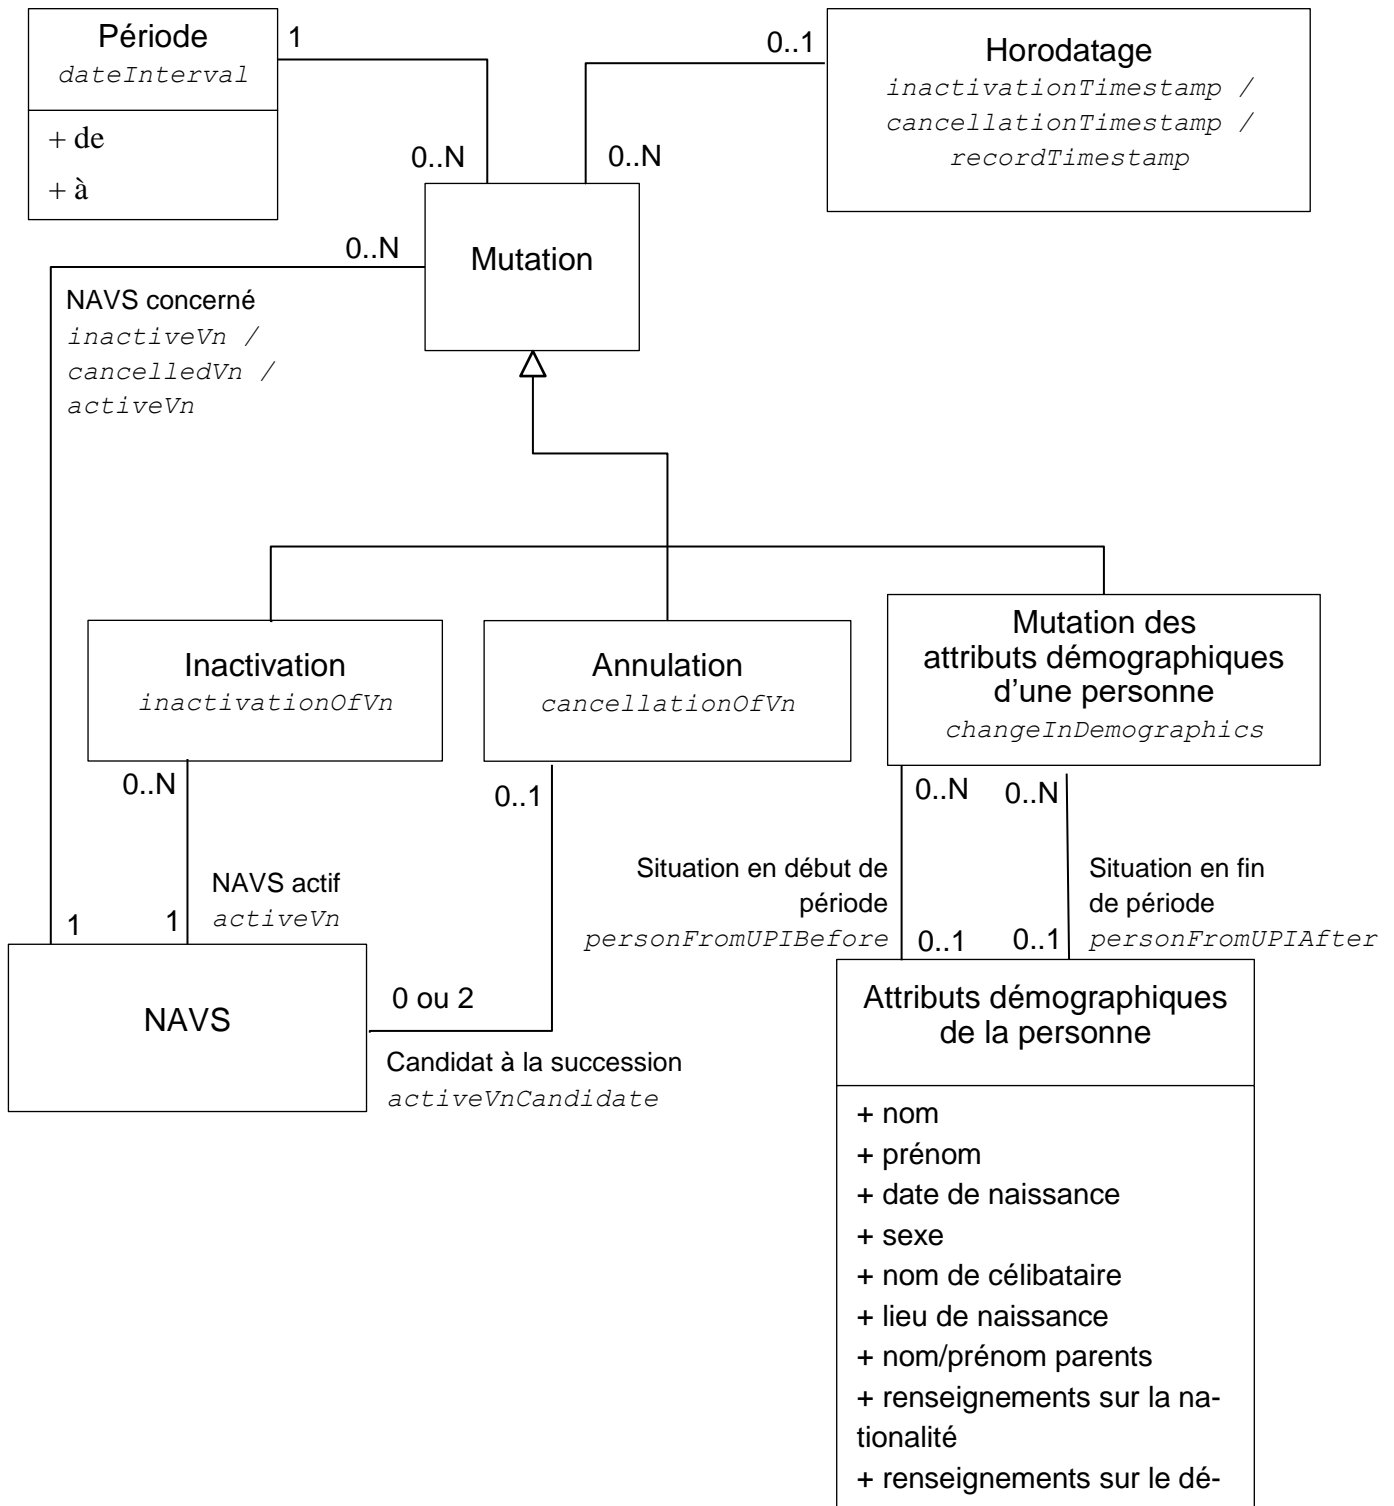 Période
dateInterval
+ de
+ à
1
0..N
0..1
0..N
Horodatage
inactivationTimestamp /
cancellationTimestamp /
recordTimestamp
Mutation
0..N
NAVS concerné
inactiveVn /
cancelledVn /
activeVn
Inactivation
inactivationOfVn
Annulation
cancellationOfVn
Mutation des
attributs démographiques
d’une personne
changeInDemographics
0..N
0..1
0..N
0..N
NAVS actif
activeVn
1
1
Situation en début de
période
personFromUPIBefore
0..1
Situation en fin
de période
personFromUPIAfter
0..1
NAVS
0 ou 2
Candidat à la succession
activeVnCandidate
Attributs démographiques
de la personne
+ nom
+ prénom
+ date de naissance
+ sexe
+ nom de célibataire
+ lieu de naissance
+ nom/prénom parents
+ renseignements sur la na-
tionalité
+ renseignements sur le dé-